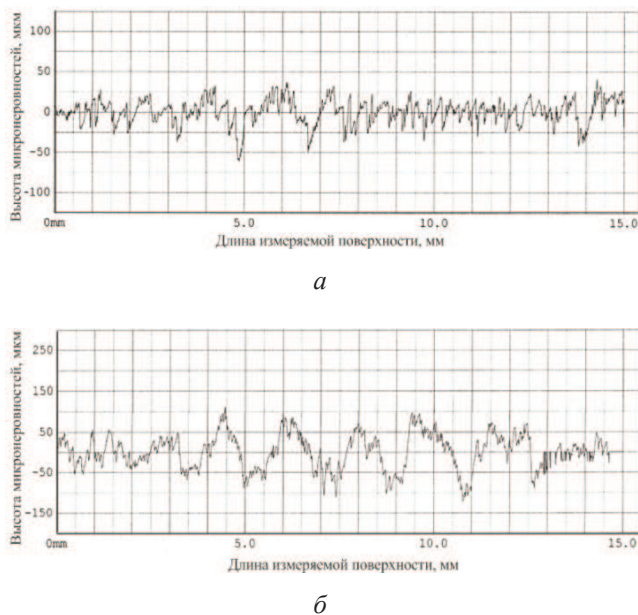 Высота микронеровностей, мкм
100
50
0
-50
-100
0mm 5.0 10.0 15.0
Длина измеряемой поверхности, мм
а
Высота микронеровностей, мкм
250
150
50
-50
-150
0mm 5.0 10.0 15.0
Длина измеряемой поверхности, мм
б